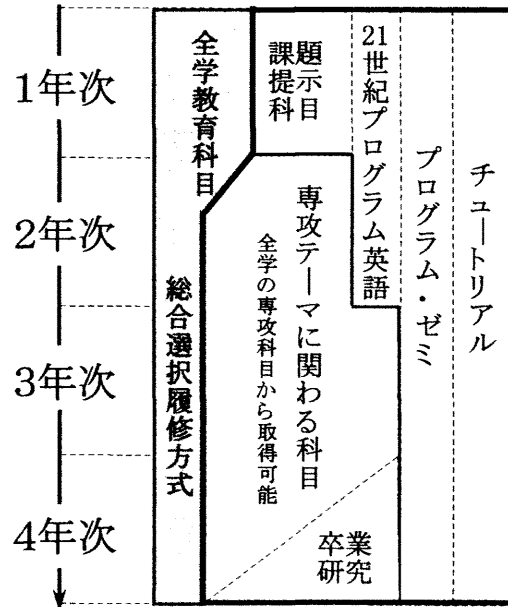 1年次
2年次
3年次
4年次
全学教育科目
総合選択履修方式
課題提示科目
21世紀プログラム英語
プログラム・ゼミ
チュートリアル
専攻テーマに関わる科目
全学の専攻科目から取得可能
卒業
研究